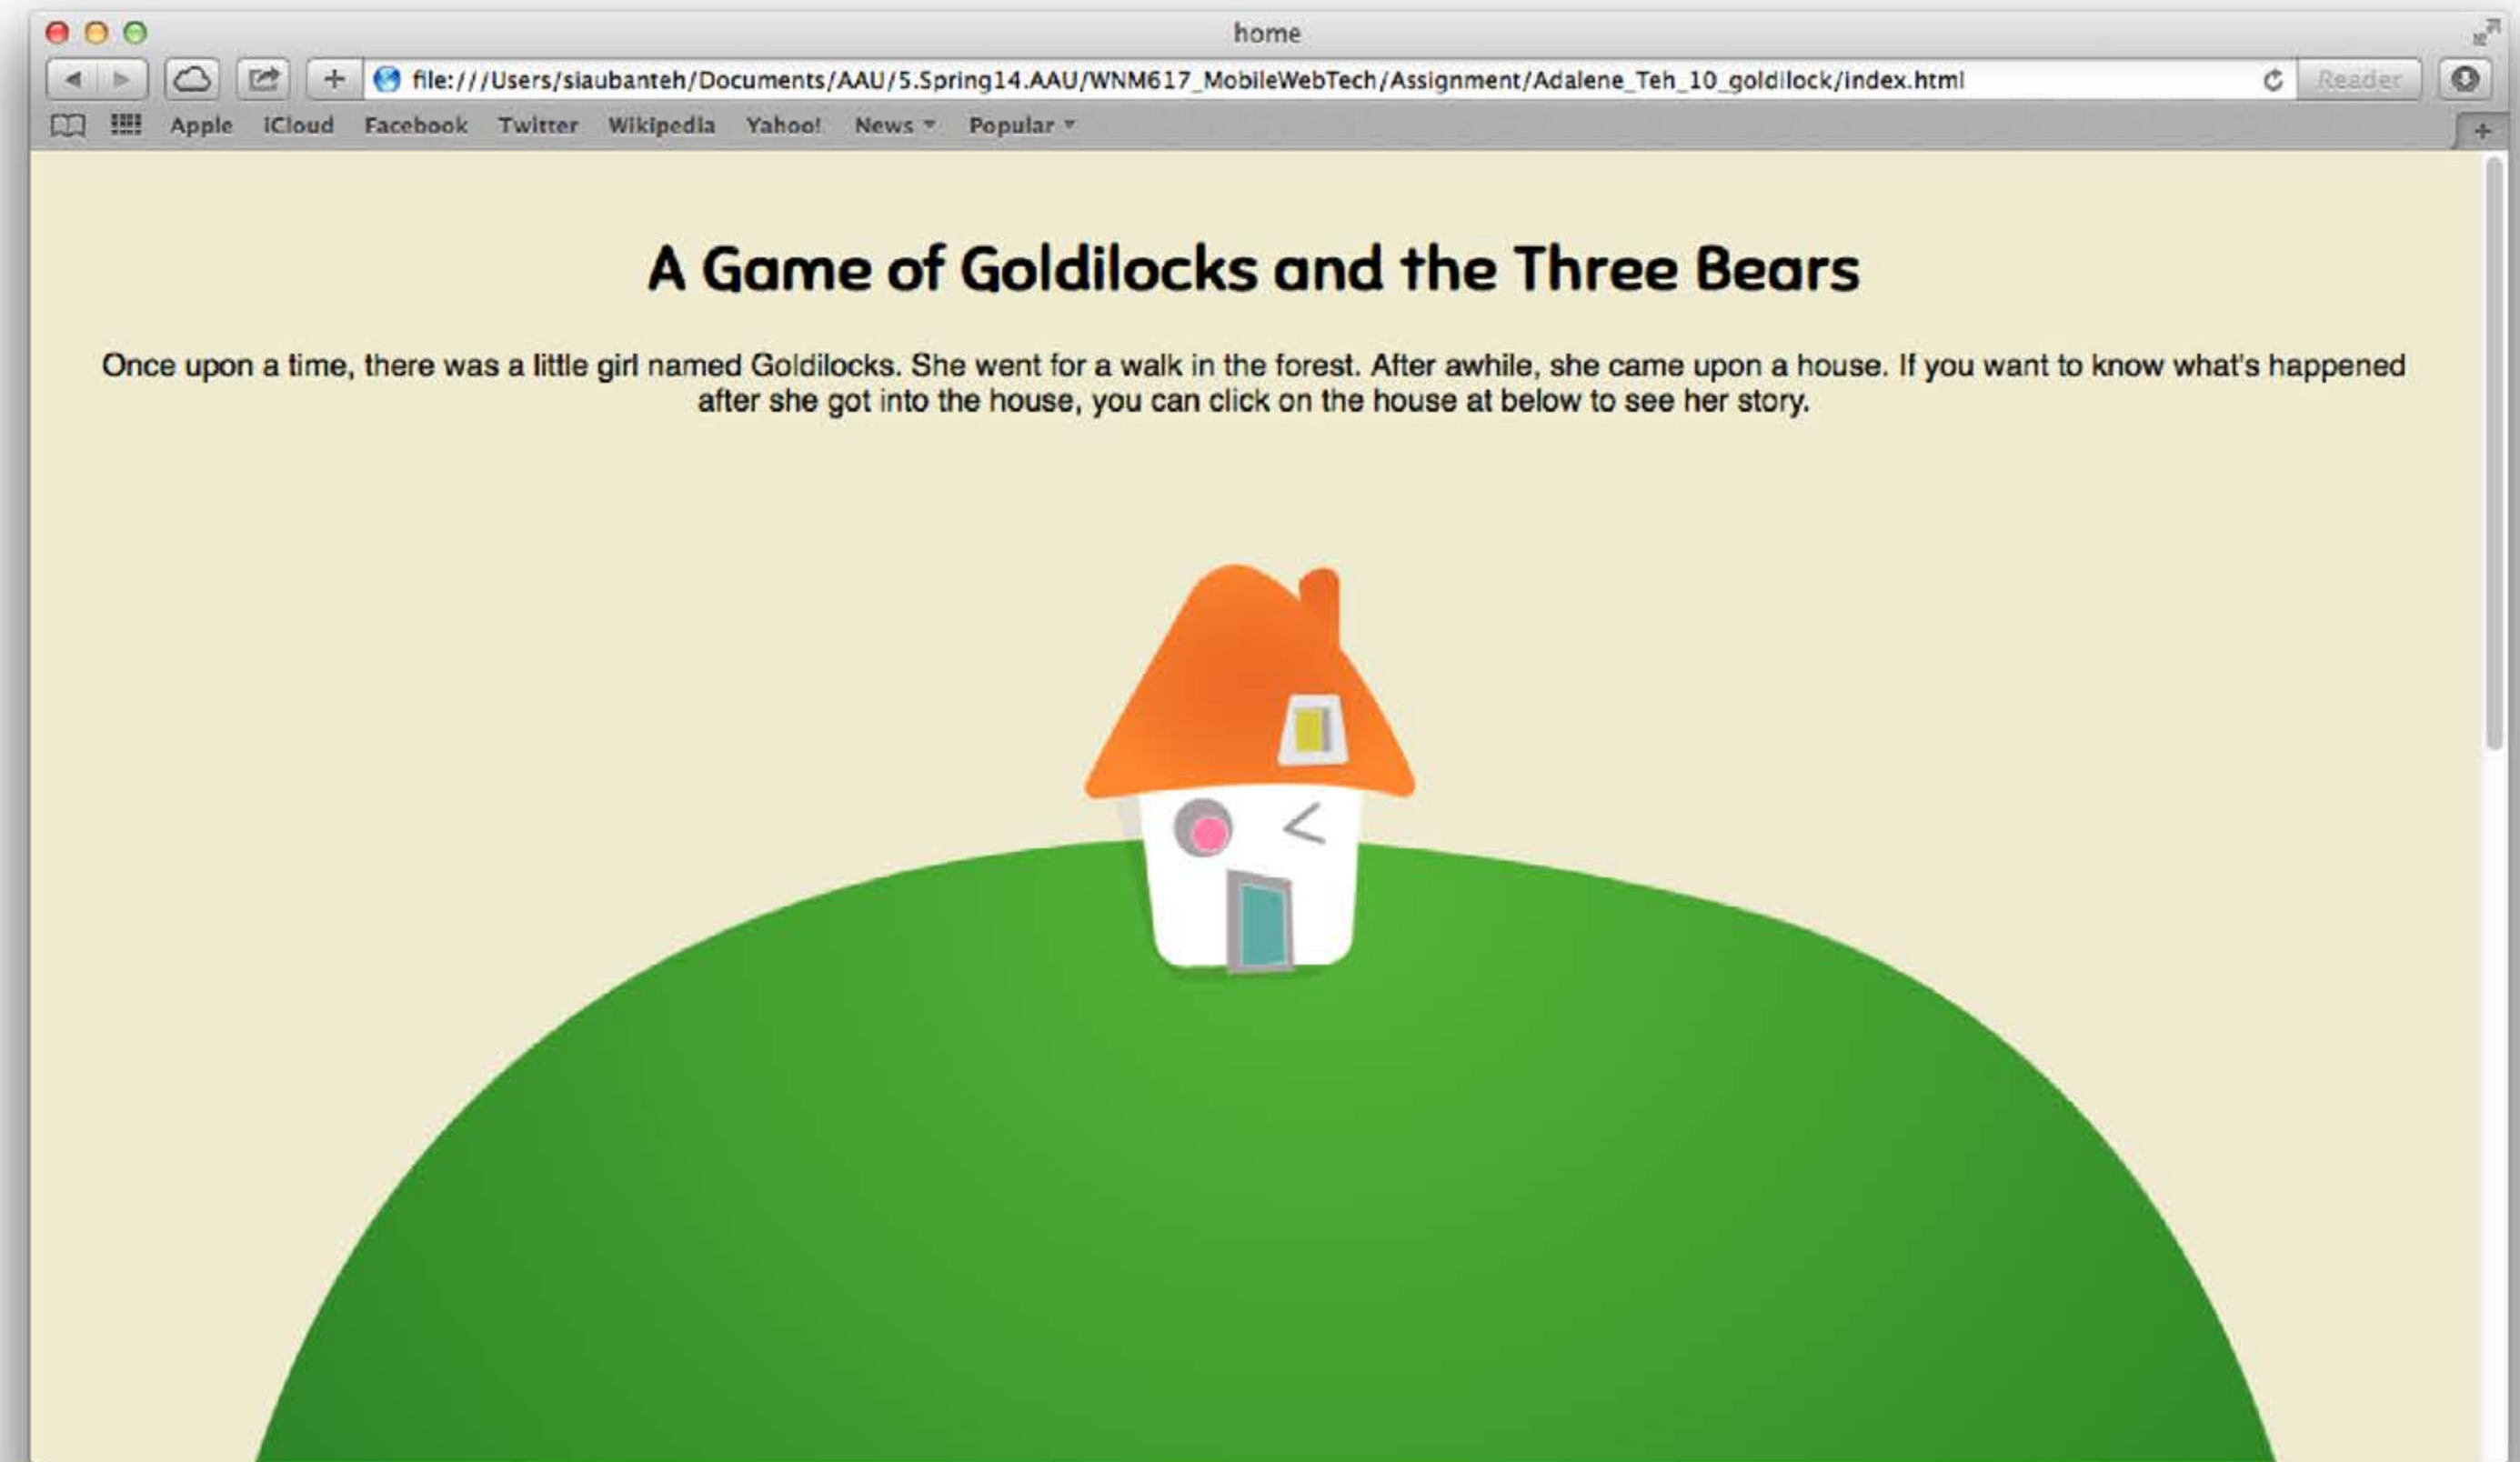 home
file:///Users/siaubanteh/Documents/AAU/5.Spring14.AAU/WNM617_MobileWebTech/Assignment/Adalene_Teh_10_goldilock/index.html
Reader
Apple iCloud Facebook Twitter Wikipedia Yahoo! News Popular
A Game of Goldilocks and the Three Bears
Once upon a time, there was a little girl named Goldilocks. She went for a walk in the forest. After awhile, she came upon a house. If you want to know what's happened
after she got into the house, you can click on the house at below to see her story.